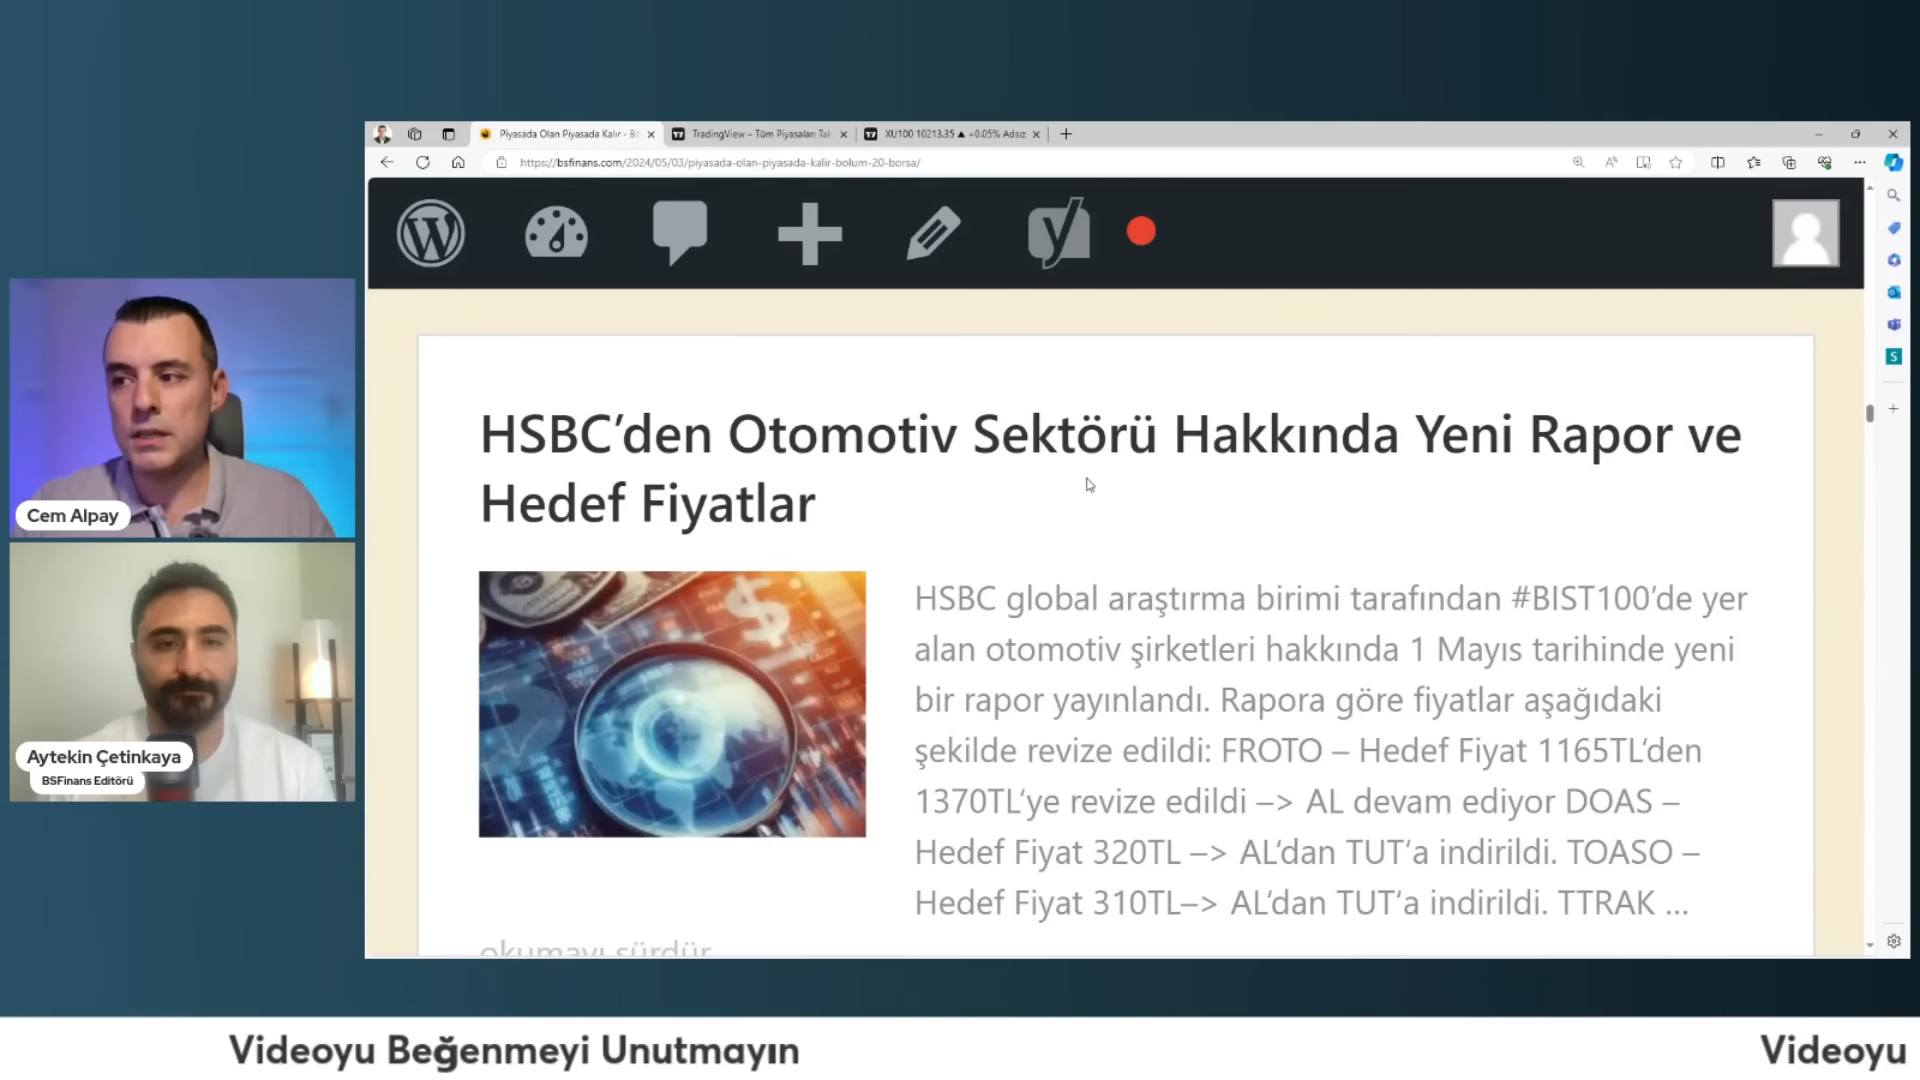 Piyasada Olan Piyasada Kalır - Bö
TradingView – Tüm Piyasaları Tak
XU100 10213.35 ▲ +0.05% Adsız
https://bsfinans.com/2024/05/03/piyasada-olan-piyasada-kalir-bolum-20-borsa/
HSBC’den Otomotiv Sektörü Hakkında Yeni Rapor ve
Hedef Fiyatlar
HSBC global araştırma birimi tarafından #BIST100’de yer
alan otomotiv şirketleri hakkında 1 Mayıs tarihinde yeni
bir rapor yayınlandı. Rapora göre fiyatlar aşağıdaki
şekilde revize edildi: FROTO – Hedef Fiyat 1165TL‘den
1370TL‘ye revize edildi –> AL devam ediyor DOAS –
Hedef Fiyat 320TL –> AL‘dan TUT‘a indirildi. TOASO –
Hedef Fiyat 310TL–> AL‘dan TUT‘a indirildi. TTRAK ...
okumayı sürdür
Cem Alpay
Aytekin Çetinkaya
BSFinans Editörü
Videoyu Beğenmeyi Unutmayın
Videoyu